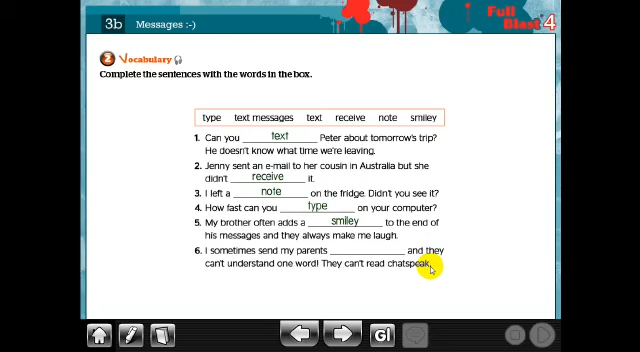 3b Messages :-)
Full
Blast 4
2 Vocabulary
Complete the sentences with the words in the box.
type text messages text receive note smiley
1. Can you text Peter about tomorrow's trip?
He doesn't know what time we're leaving.
2. Jenny sent an e-mail to her cousin in Australia but she
didn't receive it.
3. I left a note on the fridge. Didn't you see it?
4. How fast can you type on your computer?
5. My brother often adds a smiley to the end of
his messages and they always make me laugh.
6. I sometimes send my parents ____________ and they
can't understand one word! They can't read chatspeak.
Gl